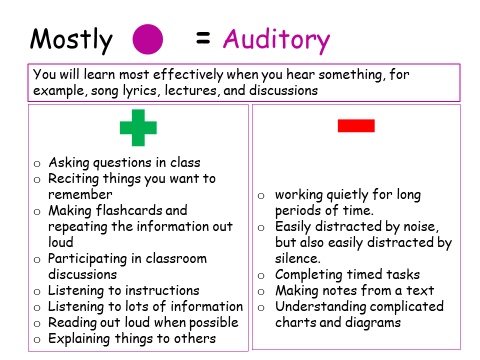 Mostly = Auditory
You will learn most effectively when you hear something, for
example, song lyrics, lectures, and discussions
o Asking questions in class
o Reciting things you want to
remember
o Making flashcards and
repeating the information out
loud
o Participating in classroom
discussions
o Listening to instructions
o Listening to lots of information
o Reading out loud when possible
o Explaining things to others
o working quietly for long
periods of time.
o Easily distracted by noise,
but also easily distracted by
silence.
o Completing timed tasks
o Making notes from a text
o Understanding complicated
charts and diagrams